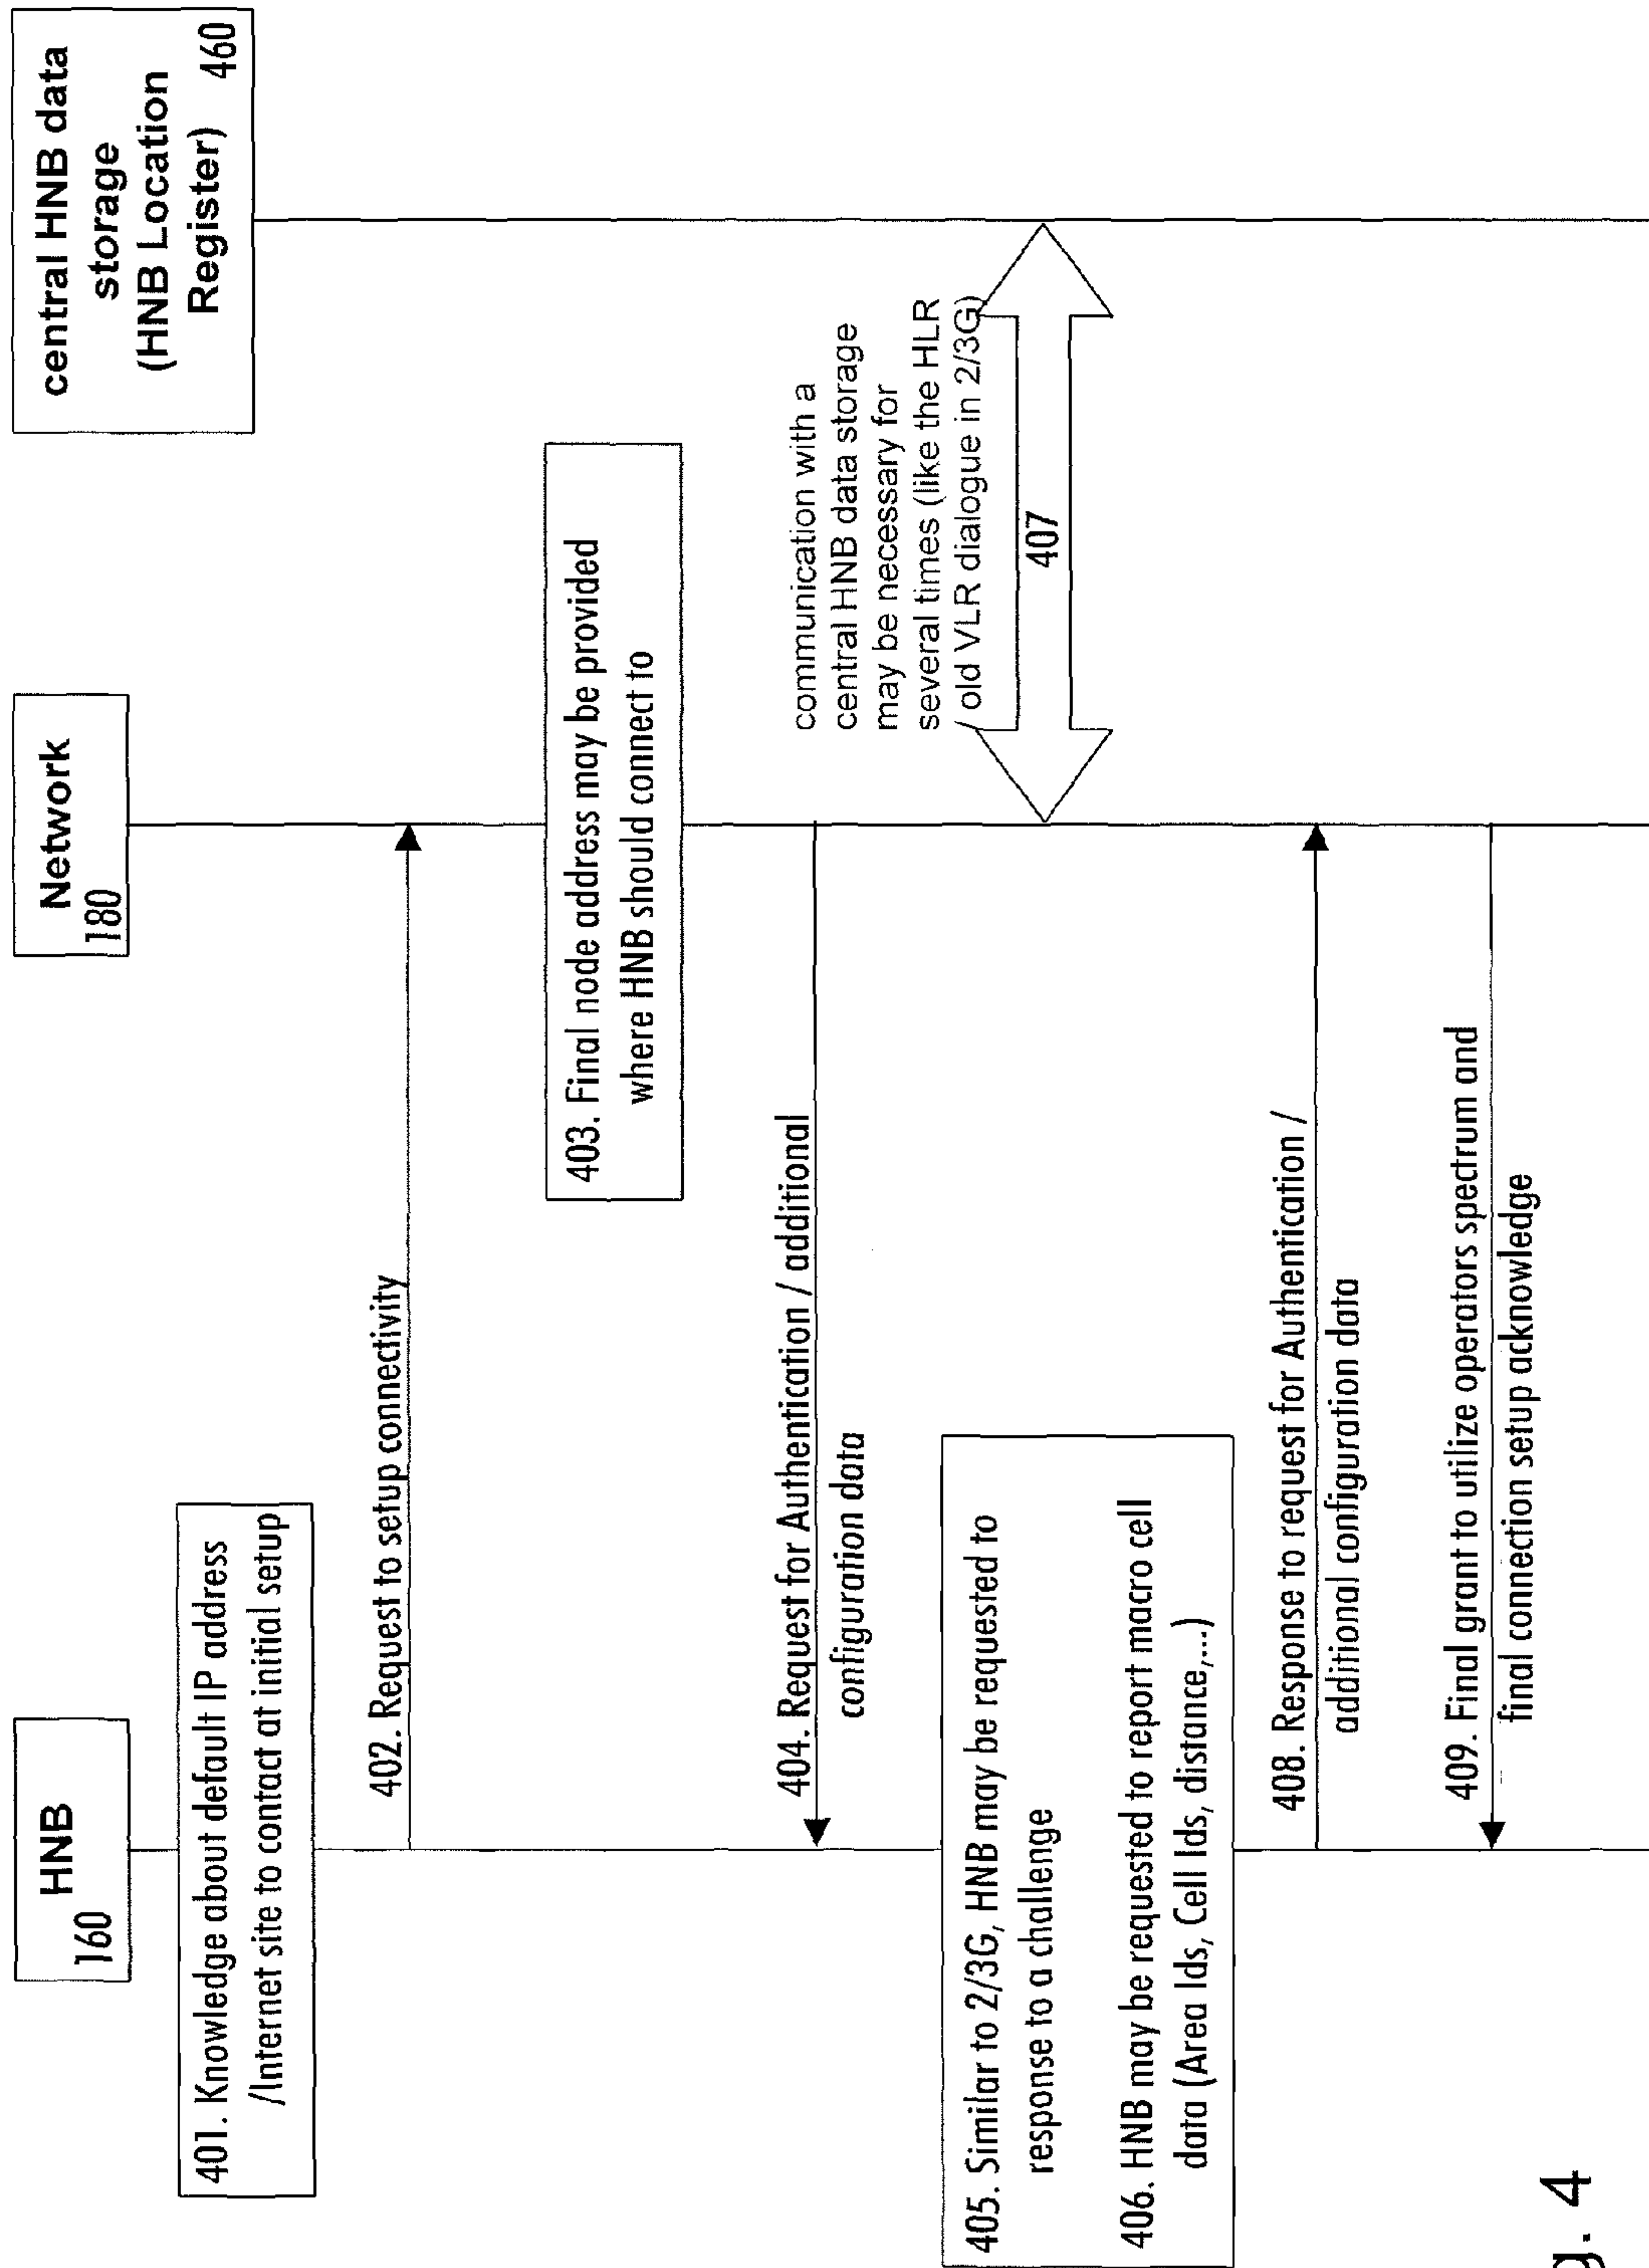 HNB
160
Network
180
central HNB data
storage
(HNB Location
Register) 460
401. Knowledge about default IP address
/Internet site to contact at initial setup
402. Request to setup connectivity
403. Final node address may be provided
where HNB should connect to
404. Request for Authentication / additional
configuration data
405. Similar to 2/3G, HNB may be requested to
response to a challenge
406. HNB may be requested to report macro cell
data (Area Ids, Cell Ids, distance,...)
communication with a
central HNB data storage
may be necessary for
several times (like the HLR
/ old VLR dialogue in 2/3G)
407
408. Response to request for Authentication /
additional configuration data
409. Final grant to utilize operators spectrum and
final connection setup acknowledge
g. 4